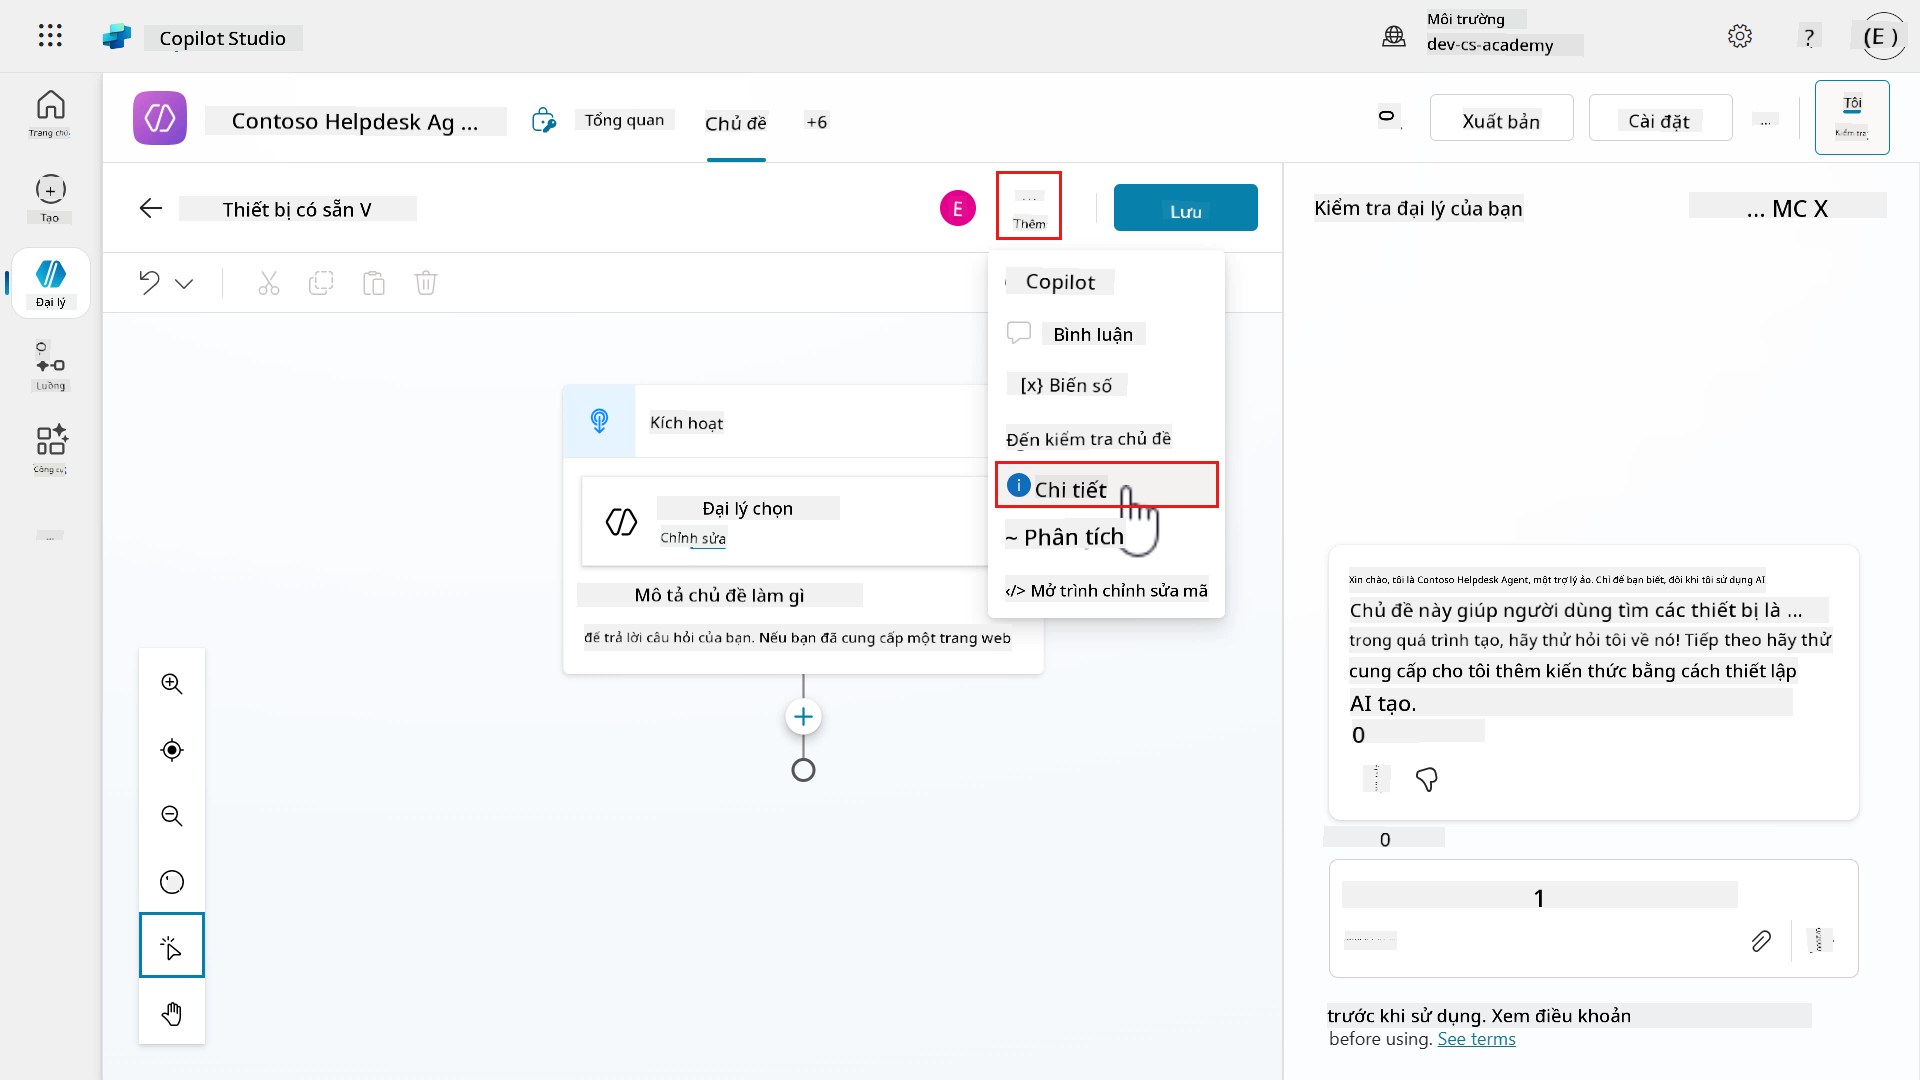 Copilot Studio
Môi trường
dev-cs-academy
?
(E )
Trang chủ
Contoso Helpdesk Ag ...
Tổng quan
Chủ đề
+6
Xuất bản
Cài đặt
...
Tôi
Kiểm tra
Tạo
Thiết bị có sẵn V
E
...
Thêm
Lưu
Kiểm tra đại lý của bạn
... MC X
Đại lý
Luồng
Công cụ
...
Copilot
Bình luận
[x} Biến số
Đến kiểm tra chủ đề
Chi tiết
~ Phân tích
</> Mở trình chỉnh sửa mã
Kích hoạt
Đại lý chọn
Chỉnh sửa
Mô tả chủ đề làm gì
để trả lời câu hỏi của bạn. Nếu bạn đã cung cấp một trang web
Xin chào, tôi là Contoso Helpdesk Agent, một trợ lý ảo. Chỉ để bạn biết, đôi khi tôi sử dụng AI
Chủ đề này giúp người dùng tìm các thiết bị là ...
trong quá trình tạo, hãy thử hỏi tôi về nó! Tiếp theo hãy thử
cung cấp cho tôi thêm kiến thức bằng cách thiết lập
AI tạo.
0
0
1
trước khi sử dụng. Xem điều khoản
before using. See terms